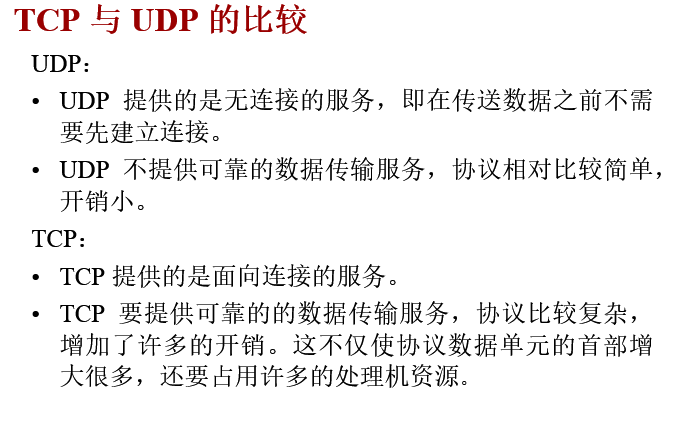 TCP 与 UDP 的比较
UDP：
• UDP 提供的是无连接的服务，即在传送数据之前不需
要先建立连接。
• UDP 不提供可靠的数据传输服务，协议相对比较简单，
开销小。
TCP：
• TCP 提供的是面向连接的服务。
• TCP 要提供可靠的的数据传输服务，协议比较复杂，
增加了许多的开销。这不仅使协议数据单元的首部增
大很多，还要占用许多的处理机资源。